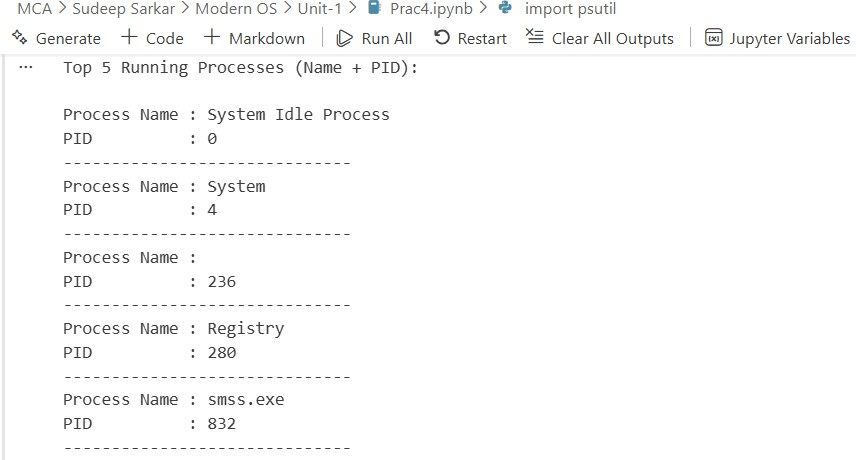 MCA > Sudeep Sarkar > Modern OS > Unit-1 > Prac4.ipynb > import psutil
Generate + Code + Markdown Run All Restart Clear All Outputs Jupyter Variables
... Top 5 Running Processes (Name + PID):
Process Name : System Idle Process
PID : 0
------------------------------
Process Name : System
PID : 4
------------------------------
Process Name :
PID : 236
------------------------------
Process Name : Registry
PID : 280
------------------------------
Process Name : smss.exe
PID : 832
------------------------------